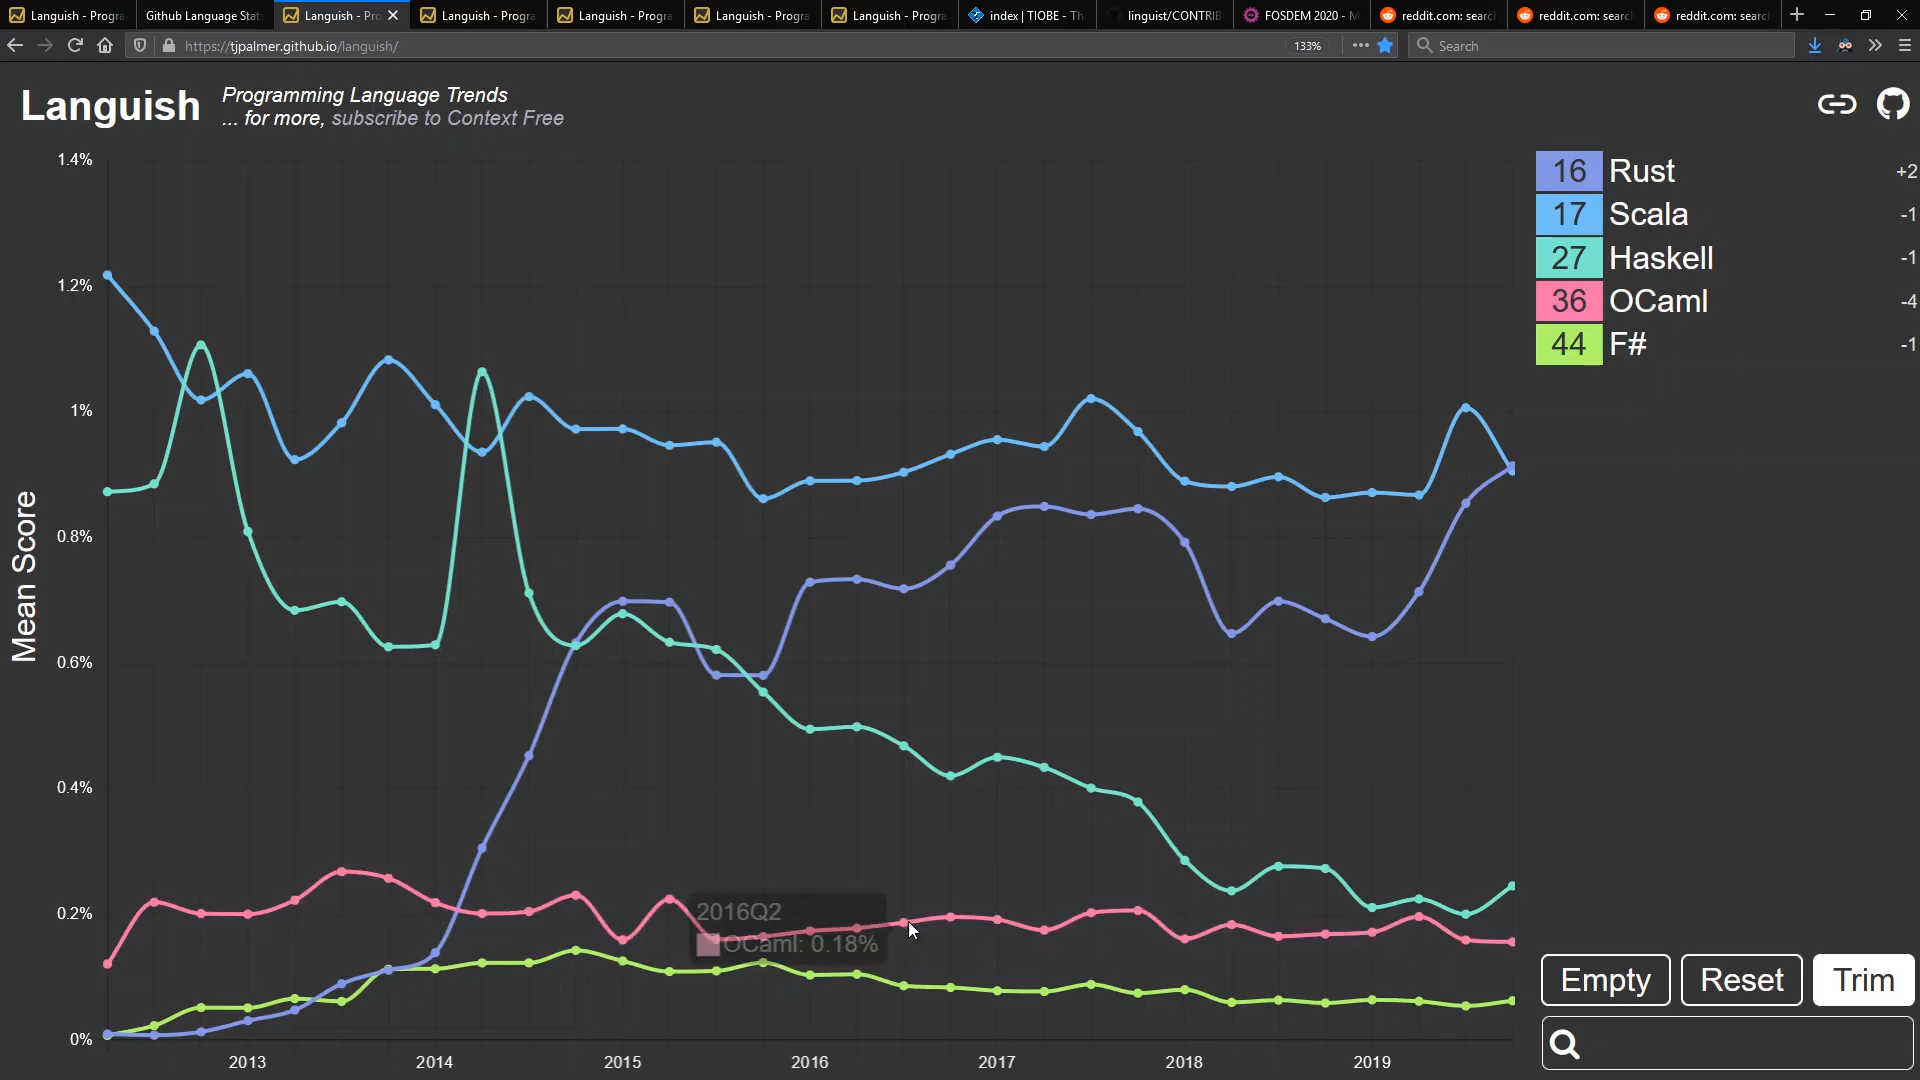 Languish - Progra
Github Language Stats
Languish - Pro
Languish - Progra
Languish - Progra
Languish - Progra
Languish - Progra
index | TIOBE - Th
linguist/CONTRIB
FOSDEM 2020 - M
reddit.com: searc
reddit.com: searc
reddit.com: searc
https://tjpalmer.github.io/languish/
133%
Search
Languish
Programming Language Trends
... for more, subscribe to Context Free
1.4%
1.2%
1%
0.8%
0.6%
0.4%
0.2%
0%
Mean Score
2013
2014
2015
2016
2017
2018
2019
2016Q2
OCaml: 0.18%
16 Rust +2
17 Scala -1
27 Haskell -1
36 OCaml -4
44 F# -1
Empty
Reset
Trim